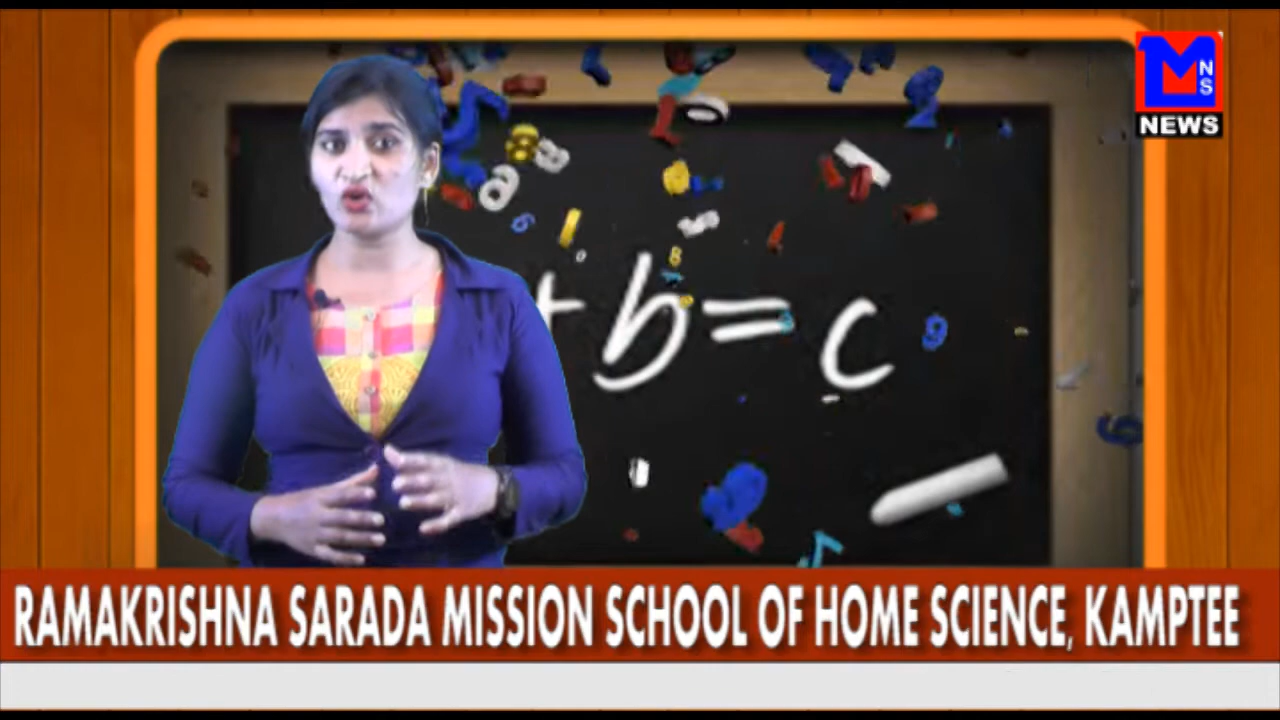 M
NS
NEWS
+ b = c
RAMAKRISHNA SARADA MISSION SCHOOL OF HOME SCIENCE, KAMPTEE